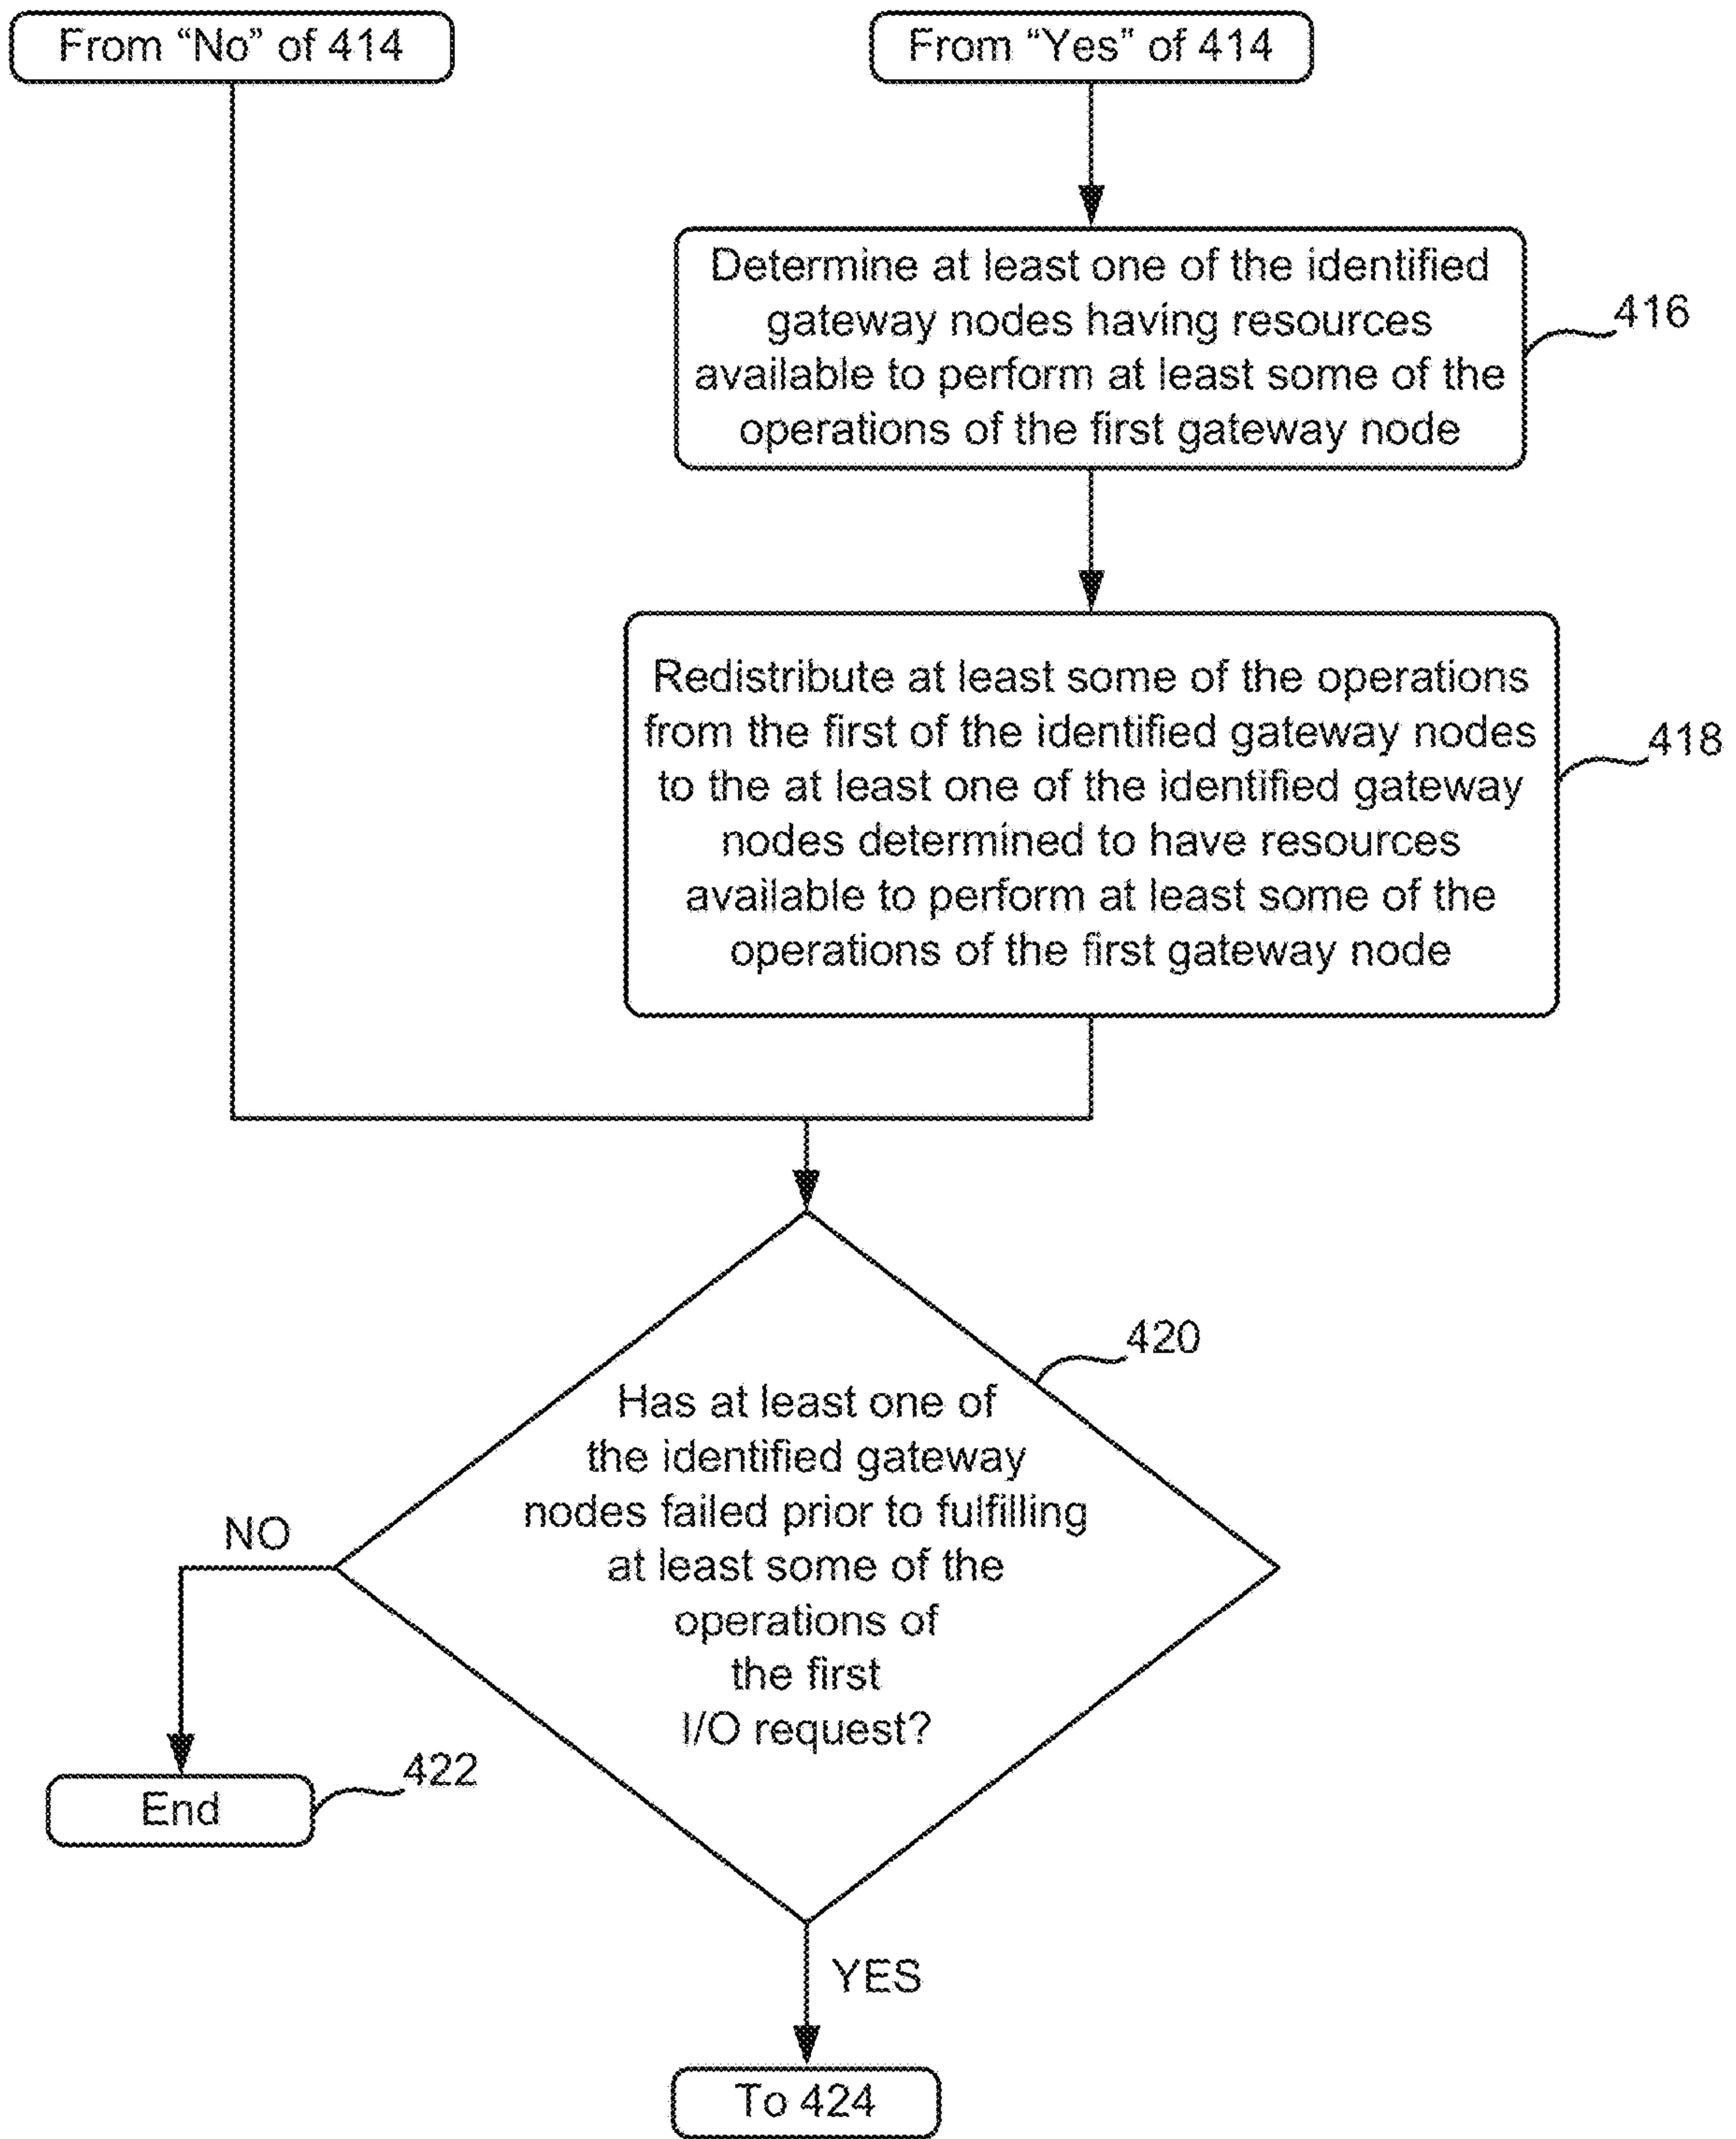 From “No” of 414
From “Yes” of 414
Determine at least one of the identified
gateway nodes having resources
available to perform at least some of the
operations of the first gateway node
416
Redistribute at least some of the operations
from the first of the identified gateway nodes
to the at least one of the identified gateway
nodes determined to have resources
available to perform at least some of the
operations of the first gateway node
418
420
Has at least one of
the identified gateway
nodes failed prior to fulfilling
at least some of the
operations of
the first
I/O request?
NO
422
End
YES
To 424